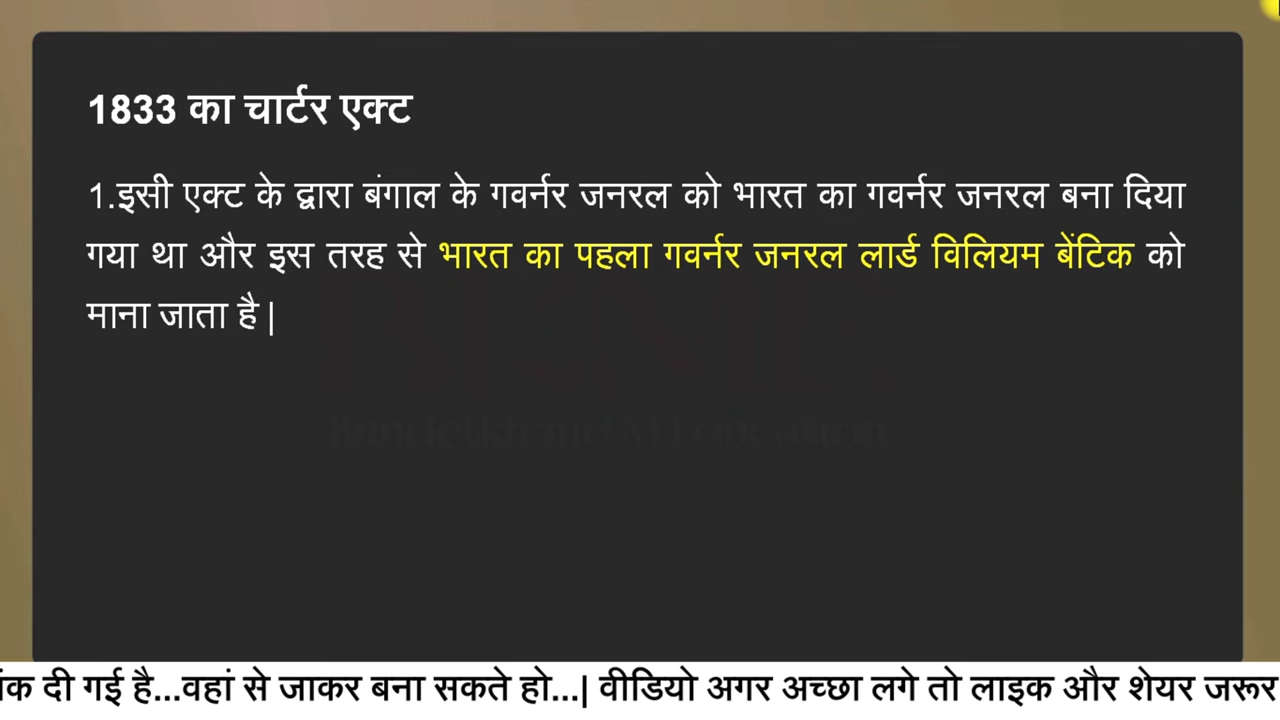 1833 का चार्टर एक्ट
1.इसी एक्ट के द्वारा बंगाल के गवर्नर जनरल को भारत का गवर्नर जनरल बना दिया
गया था और इस तरह से भारत का पहला गवर्नर जनरल लार्ड विलियम बेंटिक को
माना जाता है |
दी गई है...वहां से जाकर बना सकते हो...| वीडियो अगर अच्छा लगे तो लाइक और शेयर जरूर